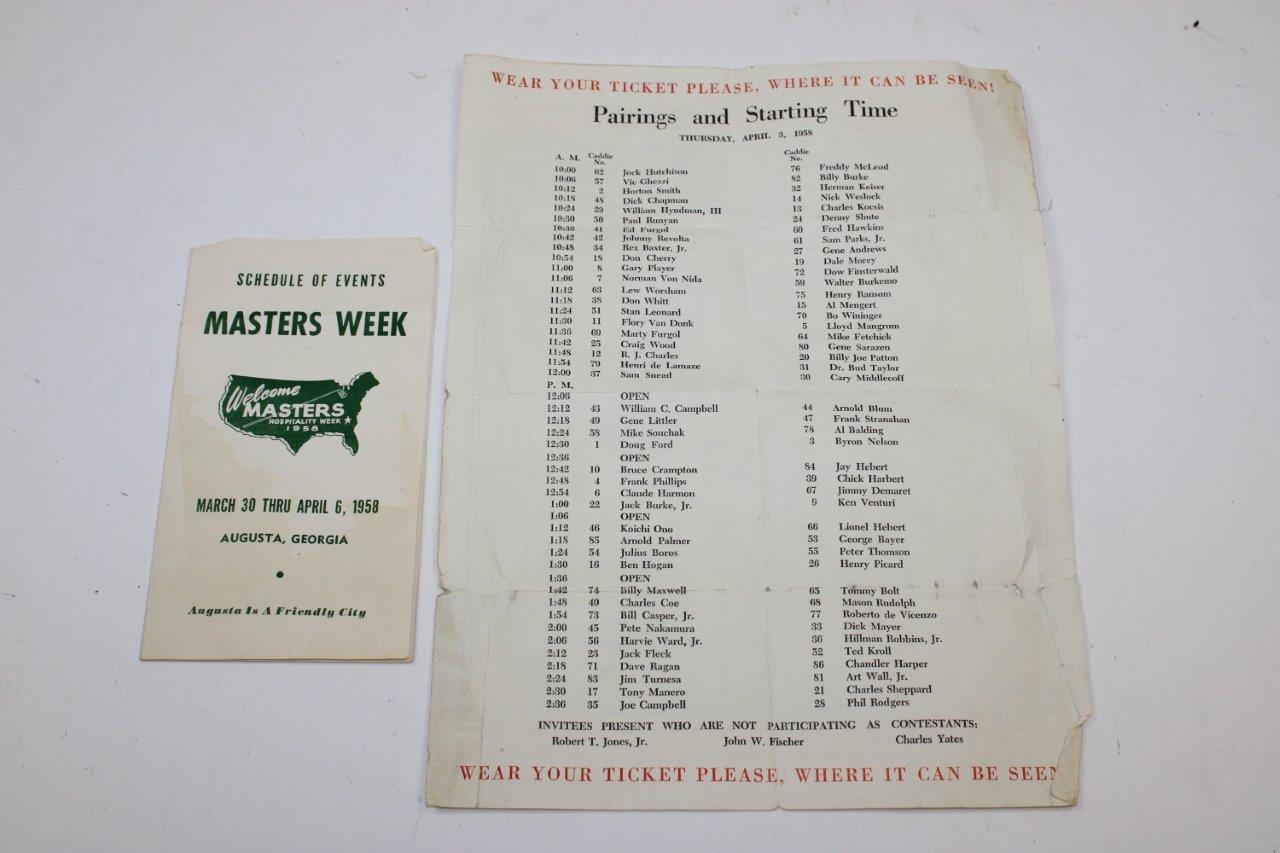 SCHEDULE OF EVENTS
MASTERS WEEK
Welcome
MASTERS
HOSPITALITY WEEK
1958
MARCH 30 THRU APRIL 6, 1958
AUGUSTA, GEORGIA
Augusta Is A Friendly City
WEAR YOUR TICKET PLEASE, WHERE IT CAN BE SEEN!
Pairings and Starting Time
THURSDAY, APRIL 3, 1958
A. M. Caddie No. Caddie No.
10:00 62 Jock Hutchison 76 Freddy McLeod
10:06 57 Vic Ghezzi 82 Billy Burke
10:12 2 Horton Smith 32 Herman Keiser
10:18 48 Dick Chapman 14 Nick Weslock
10:24 29 William Hyndman, III 13 Charles Kocsis
10:30 50 Paul Runyan 24 Denny Shute
10:36 41 Ed Furgol 60 Fred Hawkins
10:42 42 Johnny Revolta 61 Sam Parks, Jr.
10:48 34 Rex Baxter, Jr. 27 Gene Andrews
10:54 18 Don Cherry 19 Dale Morey
11:00 8 Gary Player 72 Dow Finsterwald
11:06 7 Norman Von Nida 59 Walter Burkemo
11:12 63 Lew Worsham 75 Henry Ransom
11:18 38 Don Whitt 15 Al Mengert
11:24 51 Stan Leonard 70 Bo Wininger
11:30 11 Flory Van Donk 5 Lloyd Mangrum
11:36 69 Marty Furgol 64 Mike Fetchick
11:42 25 Craig Wood 80 Gene Sarazen
11:48 12 R. J. Charles 20 Billy Joe Patton
11:54 79 Henri de Lamaze 31 Dr. Bud Taylor
12:00 37 Sam Snead 30 Cary Middlecoff
P. M.
12:06 OPEN
12:12 43 William C. Campbell 44 Arnold Blum
12:18 49 Gene Littler 47 Frank Stranahan
12:24 58 Mike Souchak 78 Al Balding
12:30 1 Doug Ford 3 Byron Nelson
12:36 OPEN
12:42 10 Bruce Crampton 84 Jay Hebert
12:48 4 Frank Phillips 39 Chick Harbert
12:54 6 Claude Harmon 67 Jimmy Demaret
1:00 22 Jack Burke, Jr. 9 Ken Venturi
1:06 OPEN
1:12 46 Koichi Ono 66 Lionel Hebert
1:18 85 Arnold Palmer 53 George Bayer
1:24 54 Julius Boros 55 Peter Thomson
1:30 16 Ben Hogan 26 Henry Picard
1:36 OPEN
1:42 74 Billy Maxwell 65 Tommy Bolt
1:48 40 Charles Coe 68 Mason Rudolph
1:54 73 Bill Casper, Jr. 77 Roberto de Vicenzo
2:00 45 Pete Nakamura 33 Dick Mayer
2:06 56 Harvie Ward, Jr. 36 Hillman Robbins, Jr.
2:12 23 Jack Fleck 52 Ted Kroll
2:18 71 Dave Ragan 86 Chandler Harper
2:24 83 Jim Turnesa 81 Art Wall, Jr.
2:30 17 Tony Manero 21 Charles Sheppard
2:36 35 Joe Campbell 28 Phil Rodgers
INVITEES PRESENT WHO ARE NOT PARTICIPATING AS CONTESTANTS:
Robert T. Jones, Jr. John W. Fischer Charles Yates
WEAR YOUR TICKET PLEASE, WHERE IT CAN BE SEEN